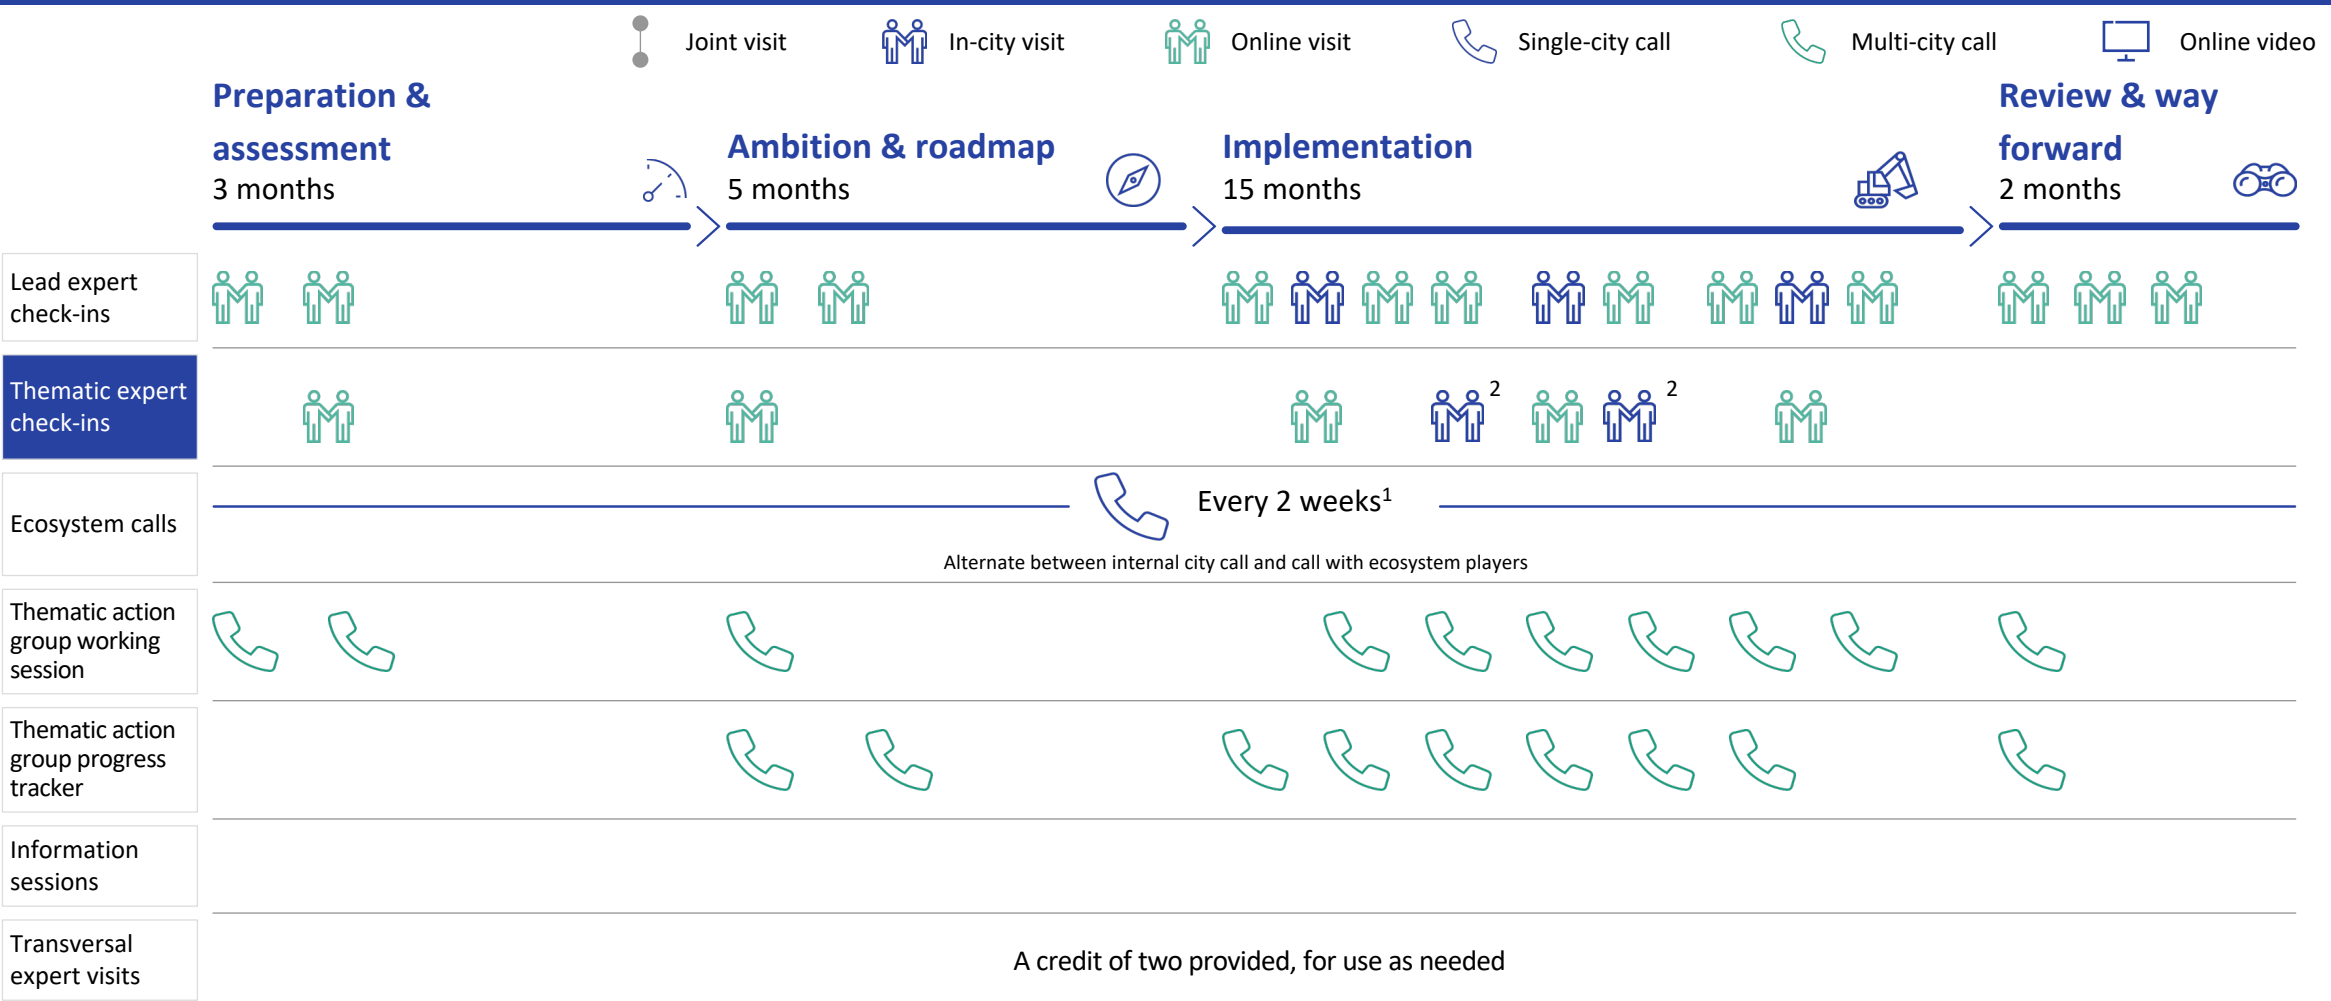 Joint visit
In-city visit
Online visit
Single-city call
Multi-city call
Online video
Preparation &
assessment
3 months
Ambition & roadmap
5 months
Implementation
15 months
Review & way
forward
2 months
Lead expert
check-ins
Thematic expert
check-ins
2
2
Ecosystem calls
Every 2 weeks1
Alternate between internal city call and call with ecosystem players
Thematic action
group working
session
Thematic action
group progress
tracker
Information
sessions
Transversal
expert visits
A credit of two provided, for use as needed